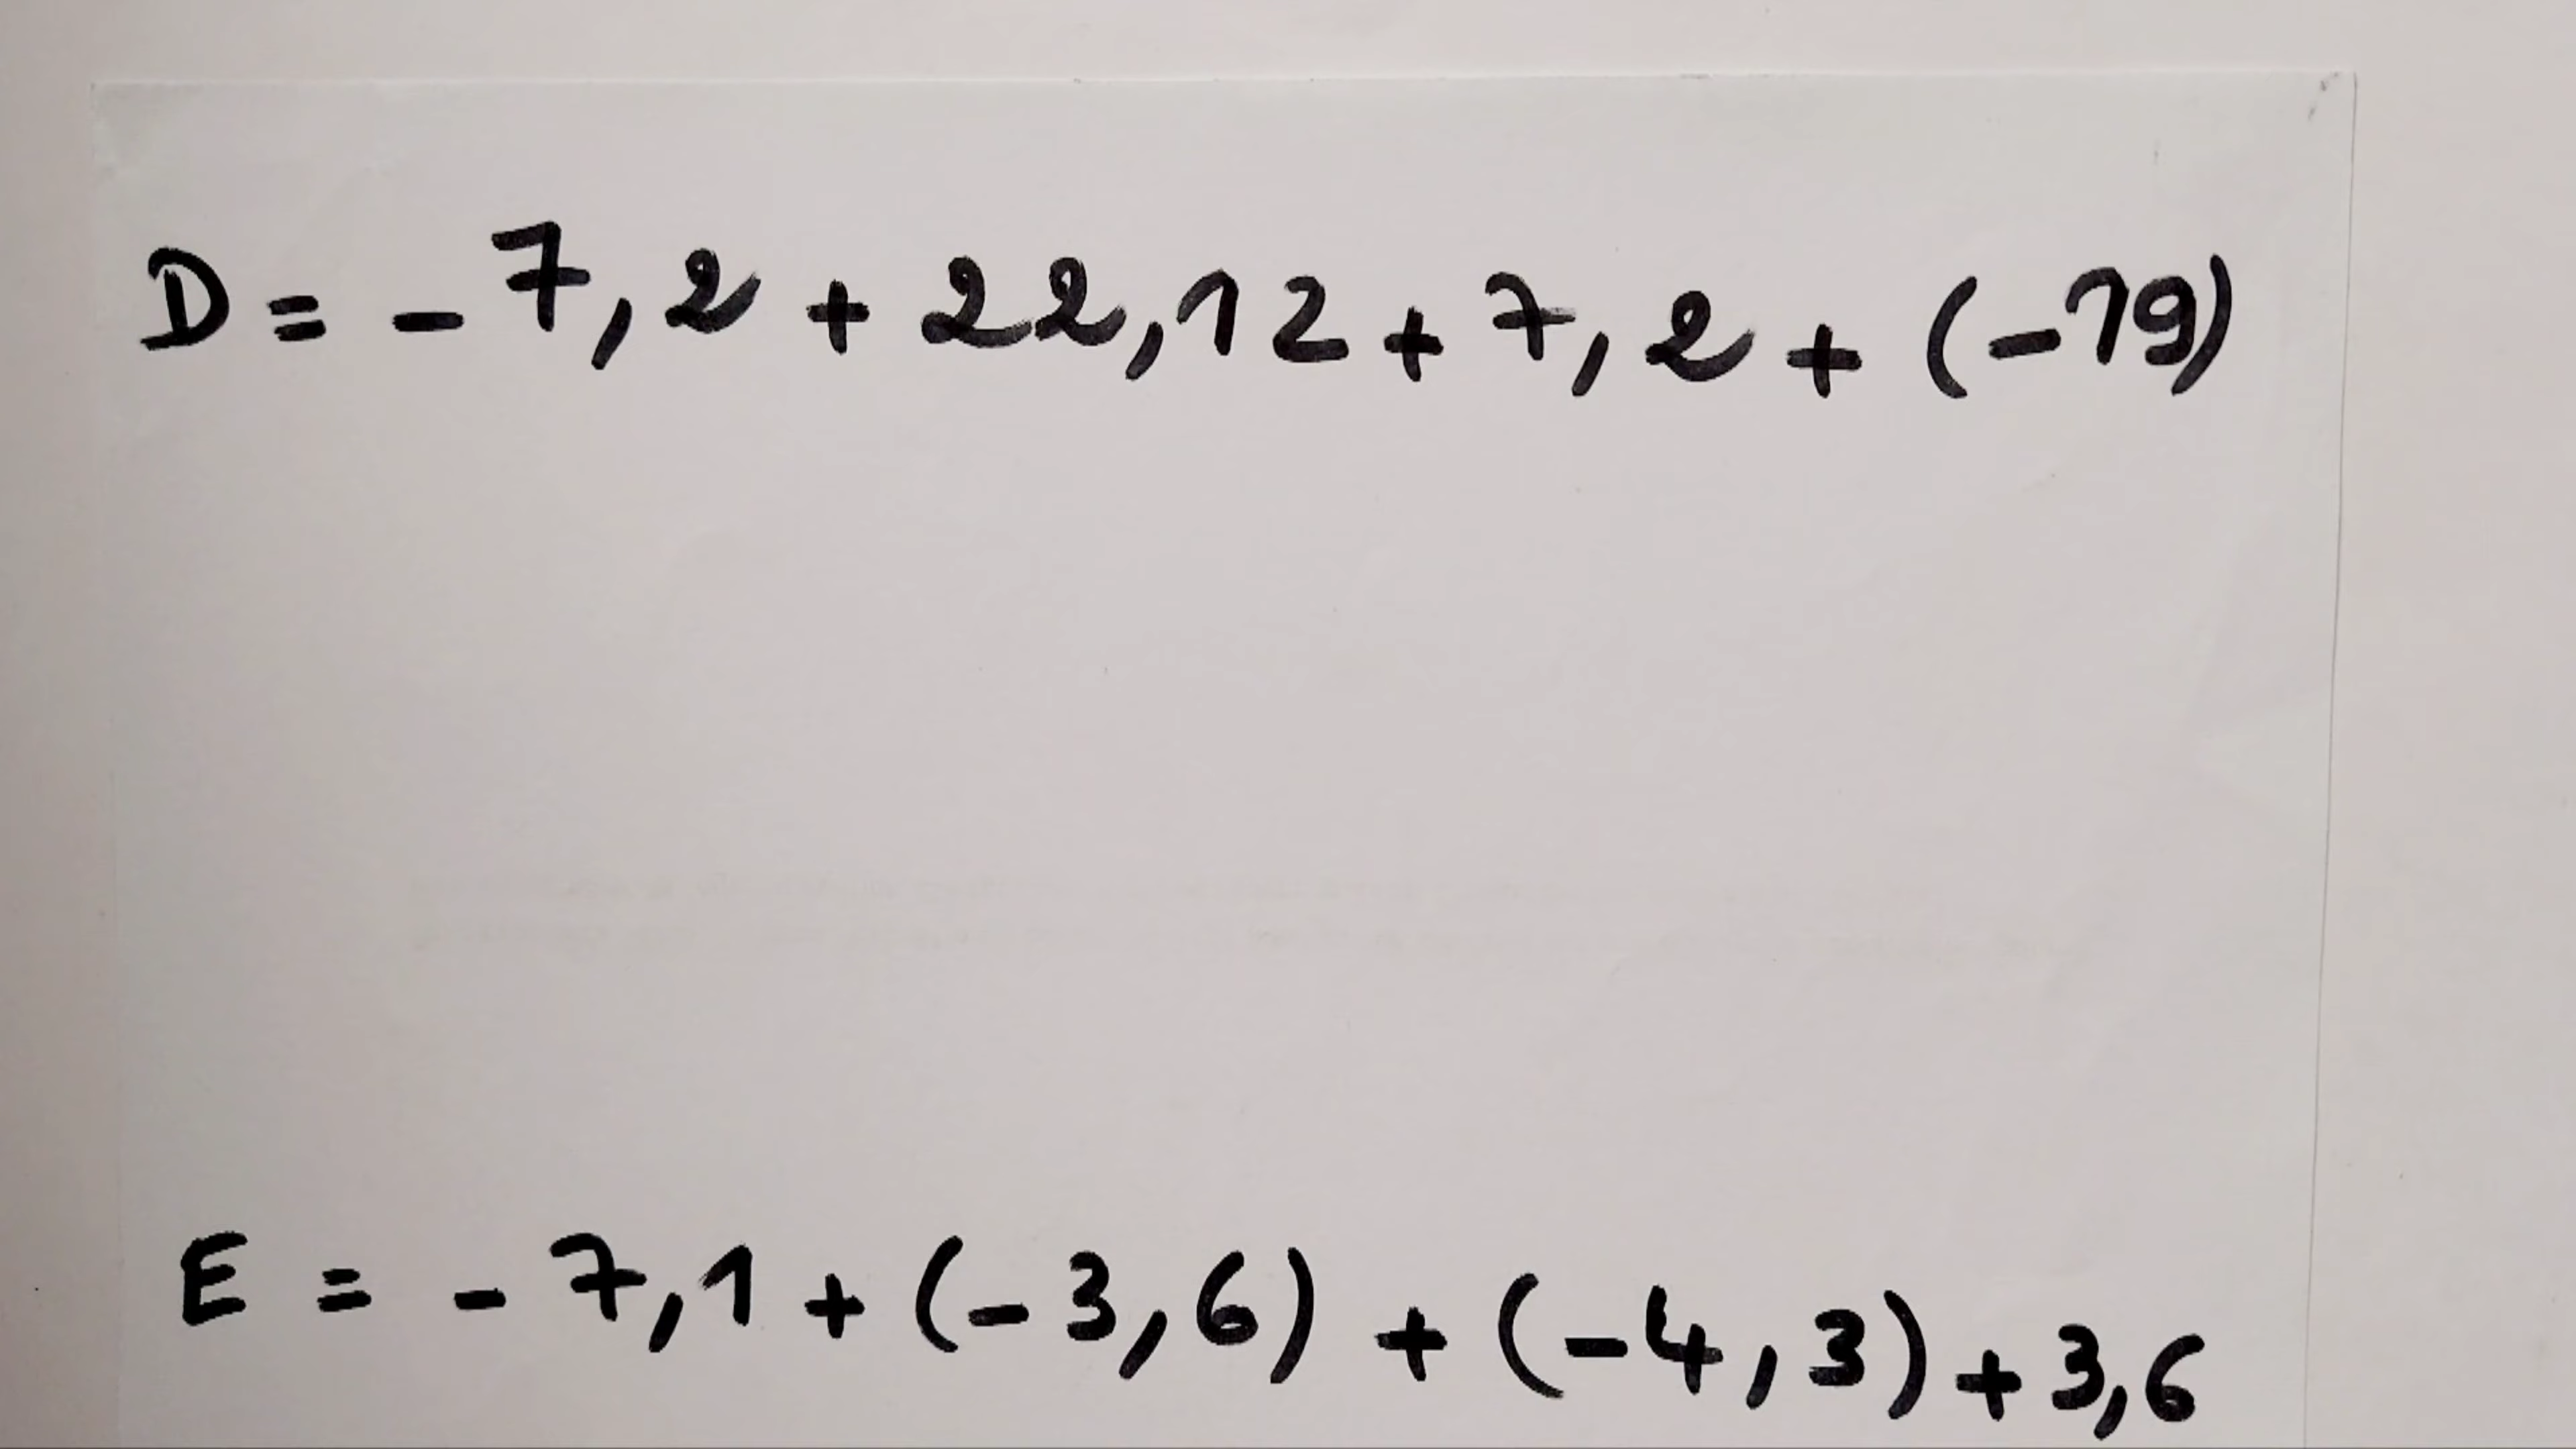 D = - 7,2 + 22,12 + 7,2 + (-19)
E = - 7,1 + (- 3,6) + (-4,3) + 3,6